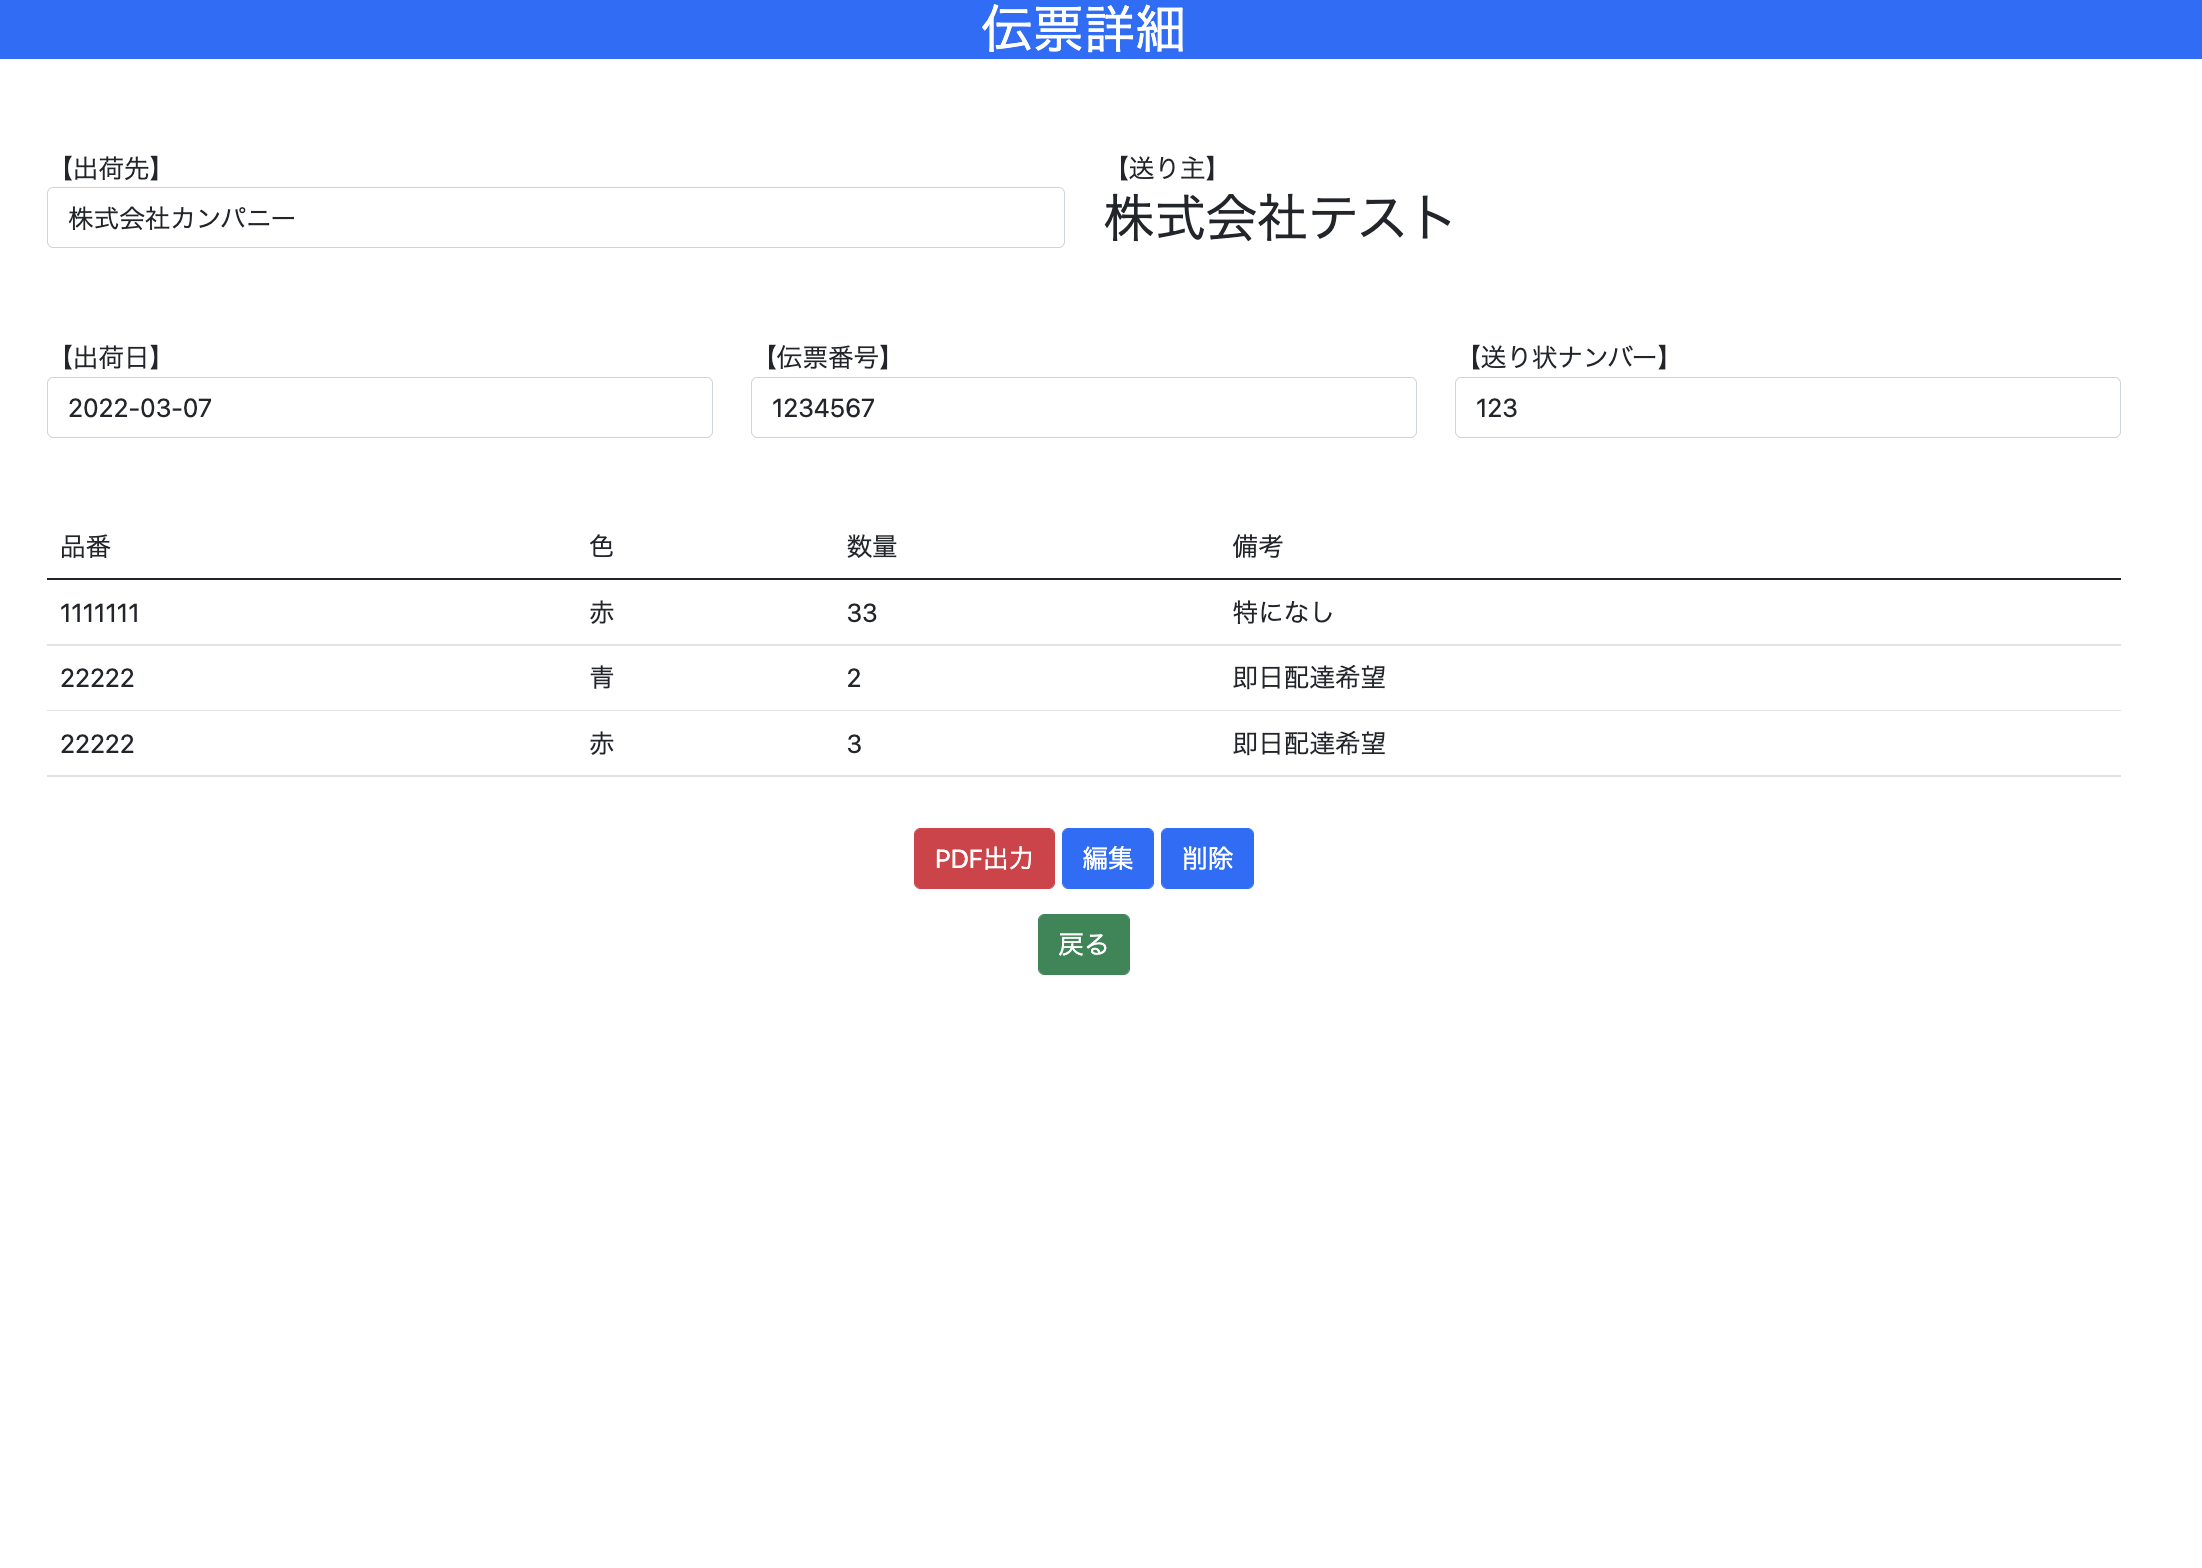 伝票詳細
【出荷先】 【送り主】
株式会社カンパニー 株式会社テスト
【出荷日】 【伝票番号】 【送り状ナンバー】
2022-03-07 1234567 123
品番 色 数量 備考
1111111 赤 33 特になし
22222 青 2 即日配達希望
22222 赤 3 即日配達希望
PDF出力 編集 削除
戻る